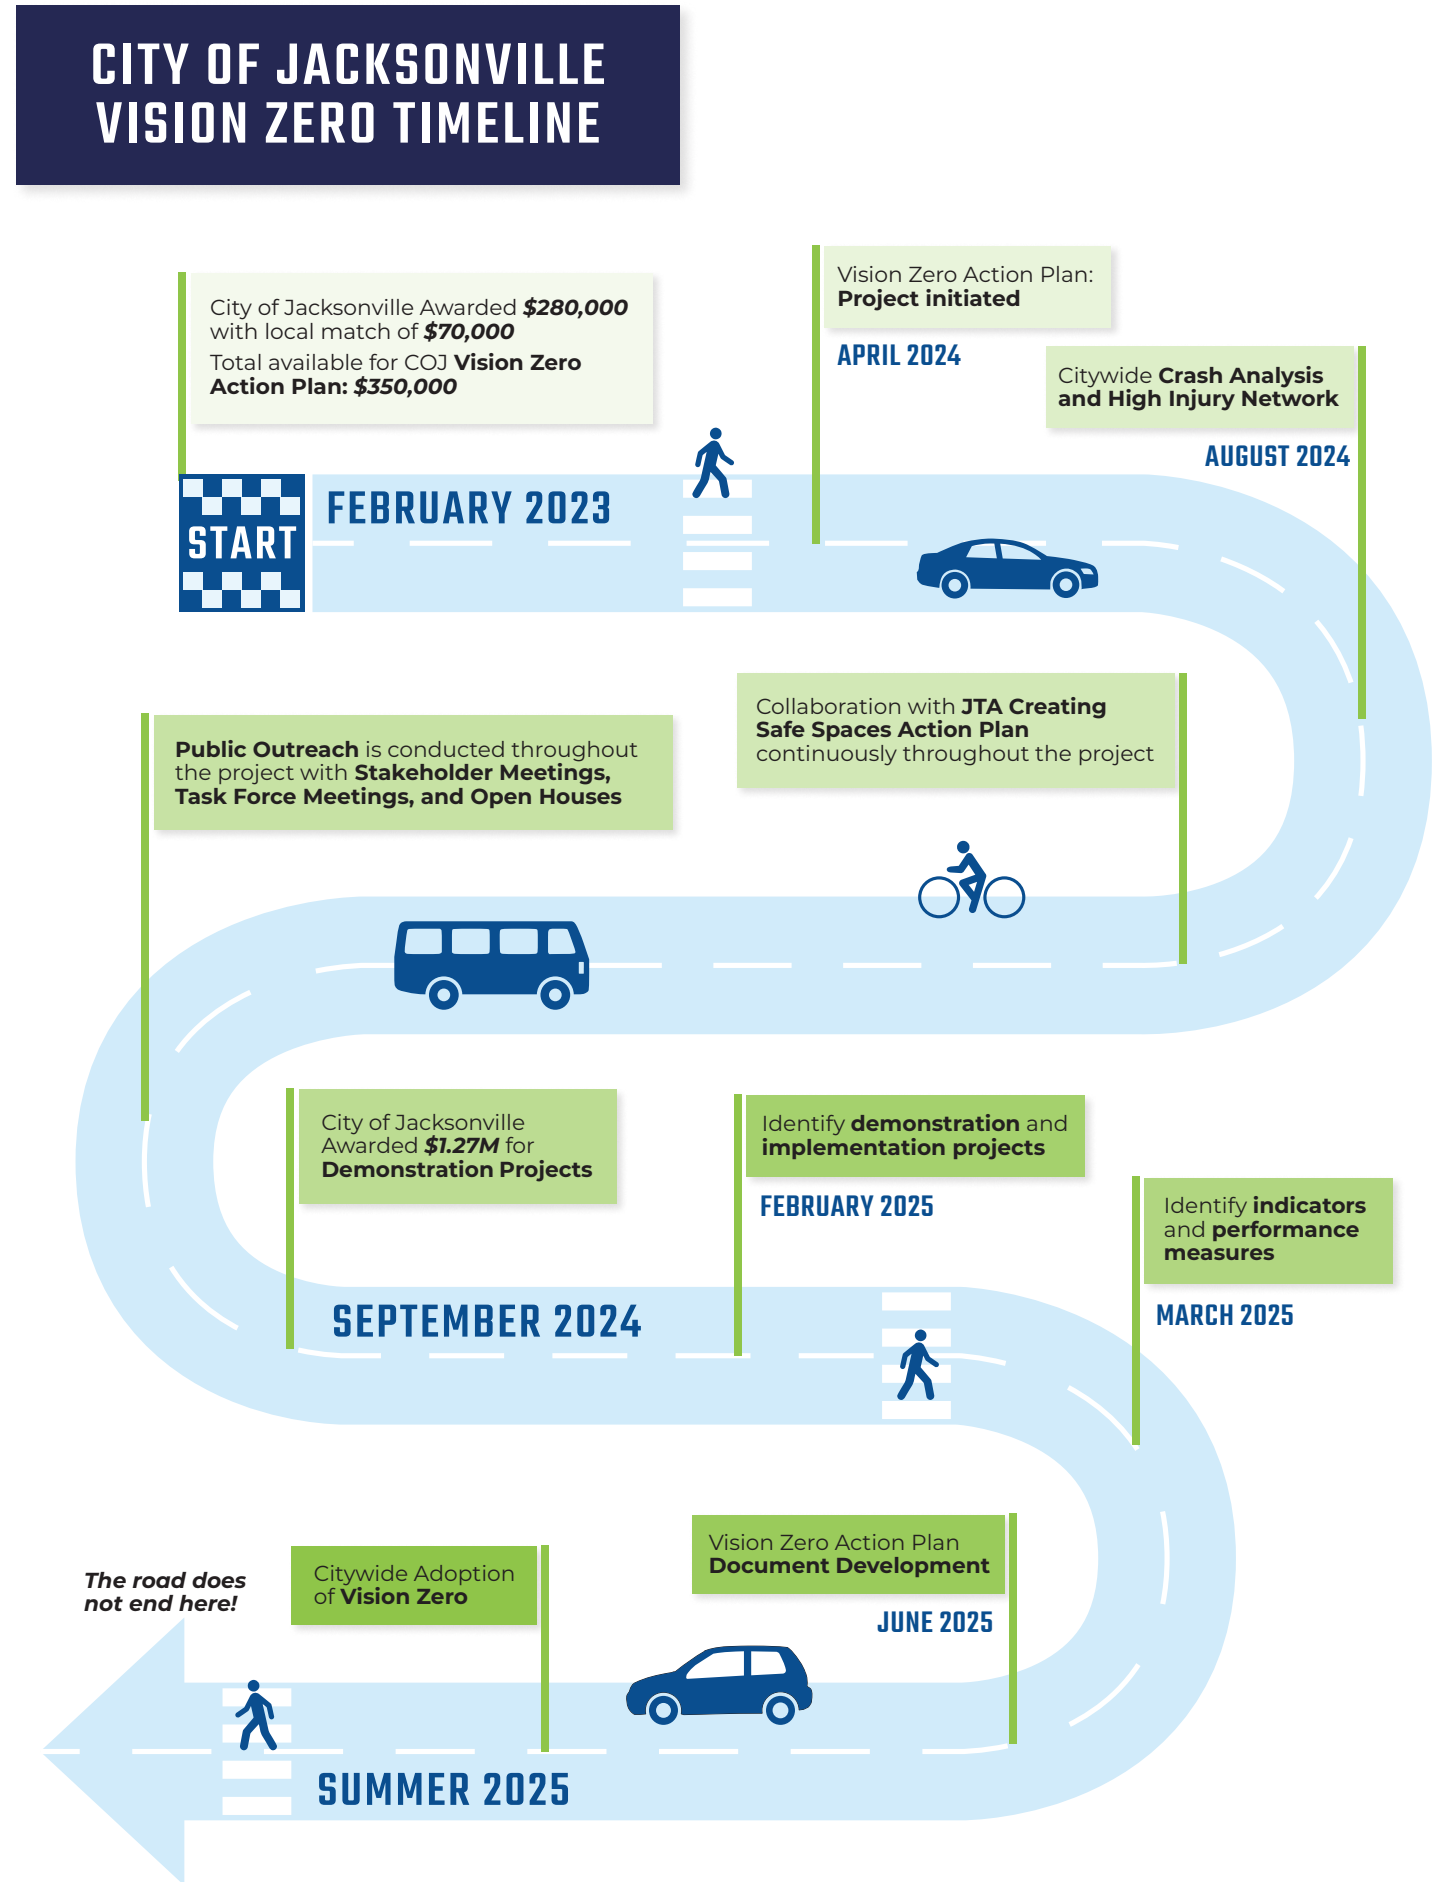 CITY OF JACKSONVILLE
VISION ZERO TIMELINE
City of Jacksonville Awarded $280,000
with local match of $70,000
Total available for COJ Vision Zero
Action Plan: $350,000
START
FEBRUARY 2023
Vision Zero Action Plan:
Project initiated
APRIL 2024
Citywide Crash Analysis
and High Injury Network
AUGUST 2024
Collaboration with JTA Creating
Safe Spaces Action Plan
continuously throughout the project
Public Outreach is conducted throughout
the project with Stakeholder Meetings,
Task Force Meetings, and Open Houses
City of Jacksonville
Awarded $1.27M for
Demonstration Projects
SEPTEMBER 2024
Identify demonstration and
implementation projects
FEBRUARY 2025
Identify indicators
and performance
measures
MARCH 2025
Vision Zero Action Plan
Document Development
JUNE 2025
Citywide Adoption
of Vision Zero
SUMMER 2025
The road does
not end here!